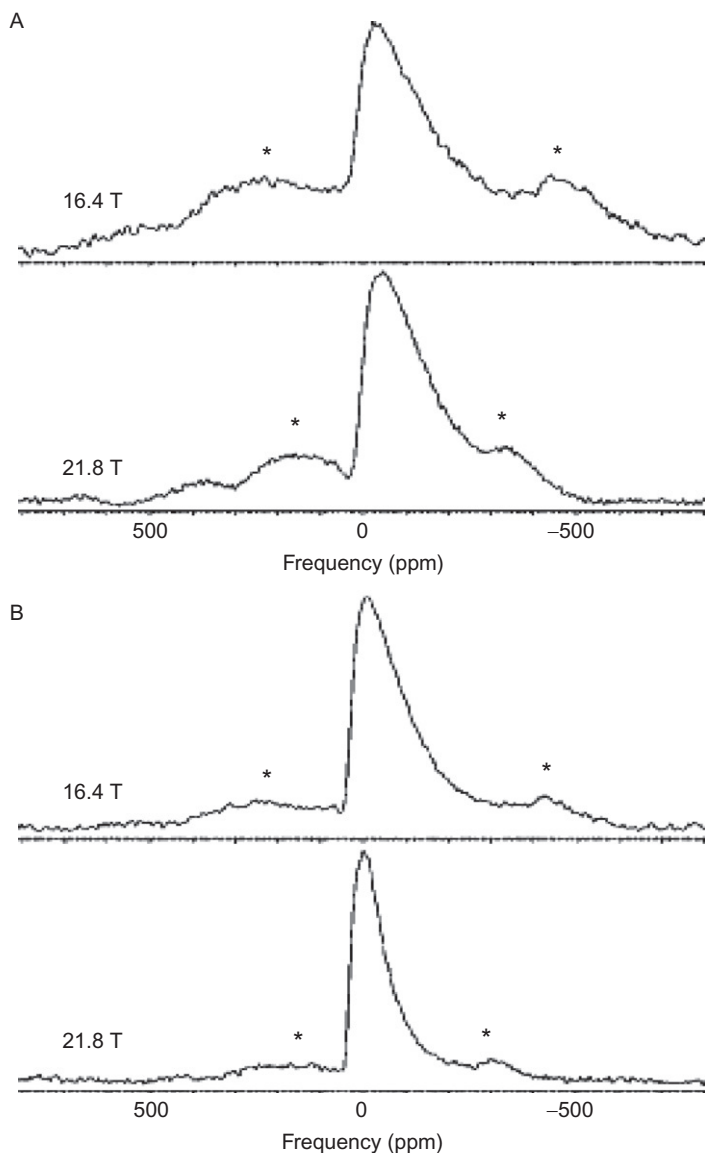 A
* *
16.4 T
* *
21.8 T
500 0 –500
Frequency (ppm)
B
* *
16.4 T
* *
21.8 T
500 0 –500
Frequency (ppm)